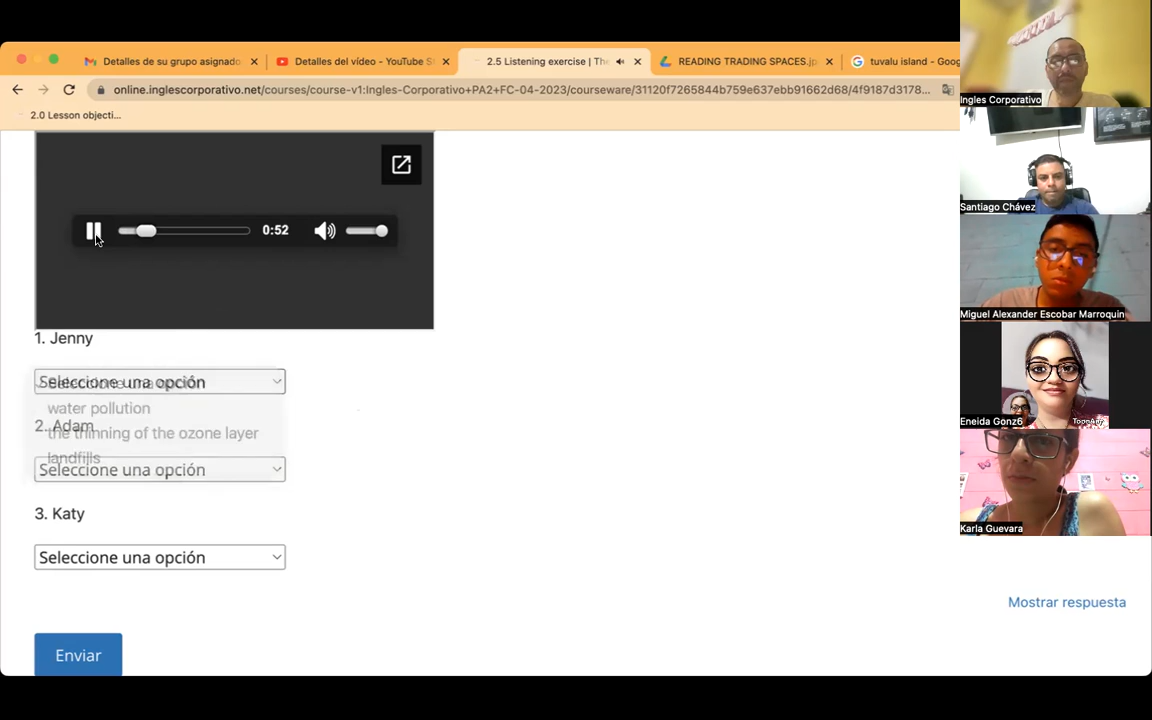 Detalles de su grupo asignado
Detalles del vídeo - YouTube S
2.5 Listening exercise | The
READING TRADING SPACES.jp
tuvalu island - Goog
online.inglescorporativo.net/courses/course-v1:Ingles-Corporativo+PA2+FC-04-2023/courseware/31120f7265844b759e637ebb91662d68/4f9187d3178...
2.0 Lesson objecti...
0:52
1. Jenny
Seleccione una opción
Seleccione una opción
water pollution
2. Adam
the thinning of the ozone layer
landfills
Seleccione una opción
3. Katy
Seleccione una opción
Mostrar respuesta
Enviar
Ingles Corporativo
Santiago Chávez
Miguel Alexander Escobar Marroquin
Eneida Gonz6
Karla Guevara